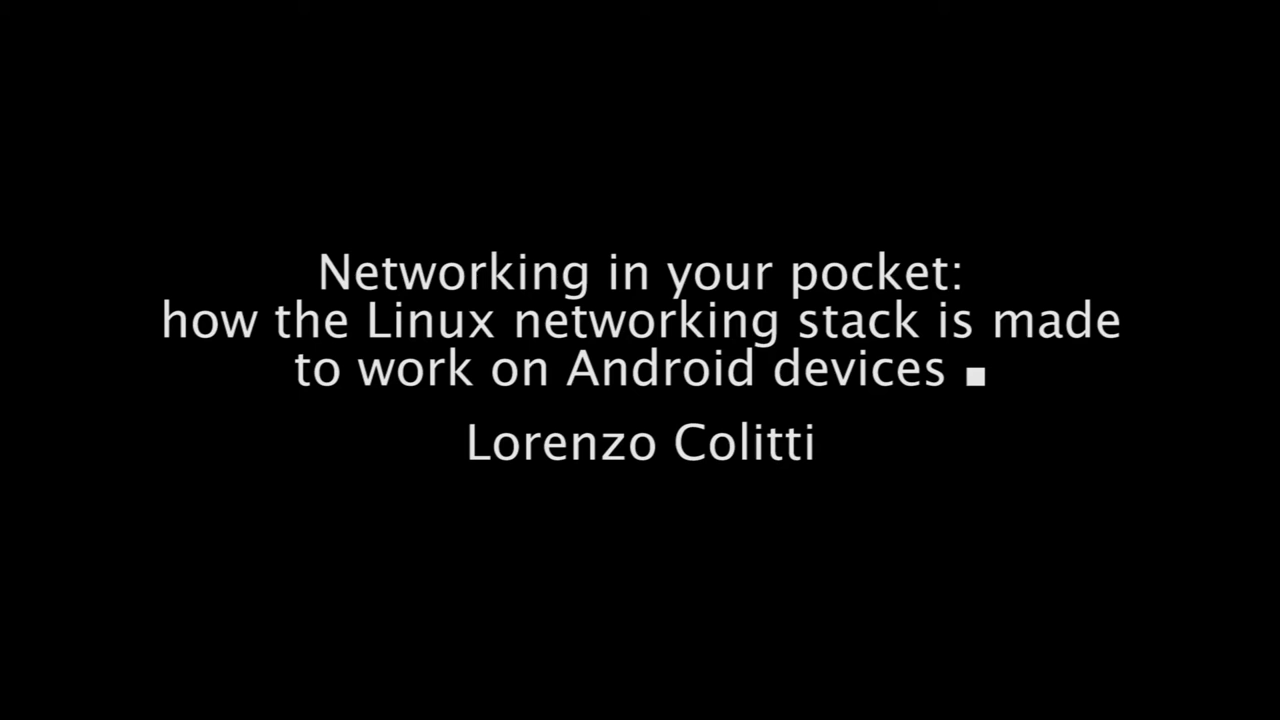 Networking in your pocket:
how the Linux networking stack is made
to work on Android devices ■
Lorenzo Colitti